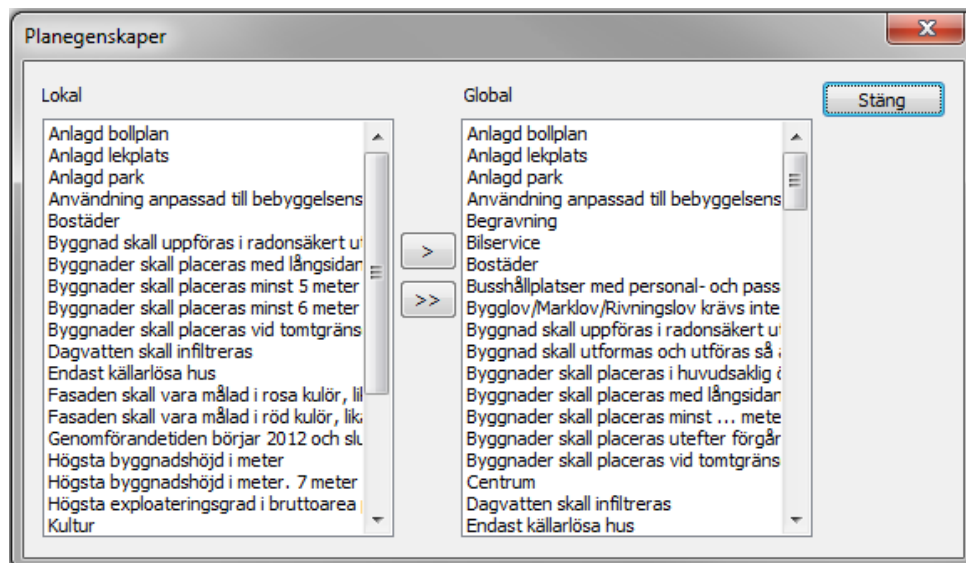 Planegenskaper
Lokal
Anlagd bollplan
Anlagd lekplats
Anlagd park
Användning anpassad till bebyggelsens
Bostäder
Byggnad skall uppföras i radonsäkert
Byggnader skall placeras med långsidan
Byggnader skall placeras minst 5 meter
Byggnader skall placeras minst 6 meter
Byggnader skall placeras vid tomtgräns
Dagvatten skall infiltreras
Endast källarlösa hus
Fasaden skall vara målad i rosa kulör,
Fasaden skall vara målad i röd kulör,
Genomförandetiden börjar 2012 och
Högsta byggnadshöjd i meter
Högsta byggnadshöjd i meter. 7 meter
Högsta exploateringsgrad i bruttoarea
Kultur
>
>>
Global
Anlagd bollplan
Anlagd lekplats
Anlagd park
Användning anpassad till bebyggelsens
Begravning
Bilservice
Bostäder
Busshållplatser med personal- och pass
Bygglov/Marklov/Rivningslov krävs inte
Byggnad skall uppföras i radonsäkert
Byggnad skall utformas och utföras så
Byggnader skall placeras i huvudsaklig
Byggnader skall placeras med långsidan
Byggnader skall placeras minst ... mete
Byggnader skall placeras utefter förgår
Byggnader skall placeras vid tomtgräns
Centrum
Dagvatten skall infiltreras
Endast källarlösa hus
Stäng